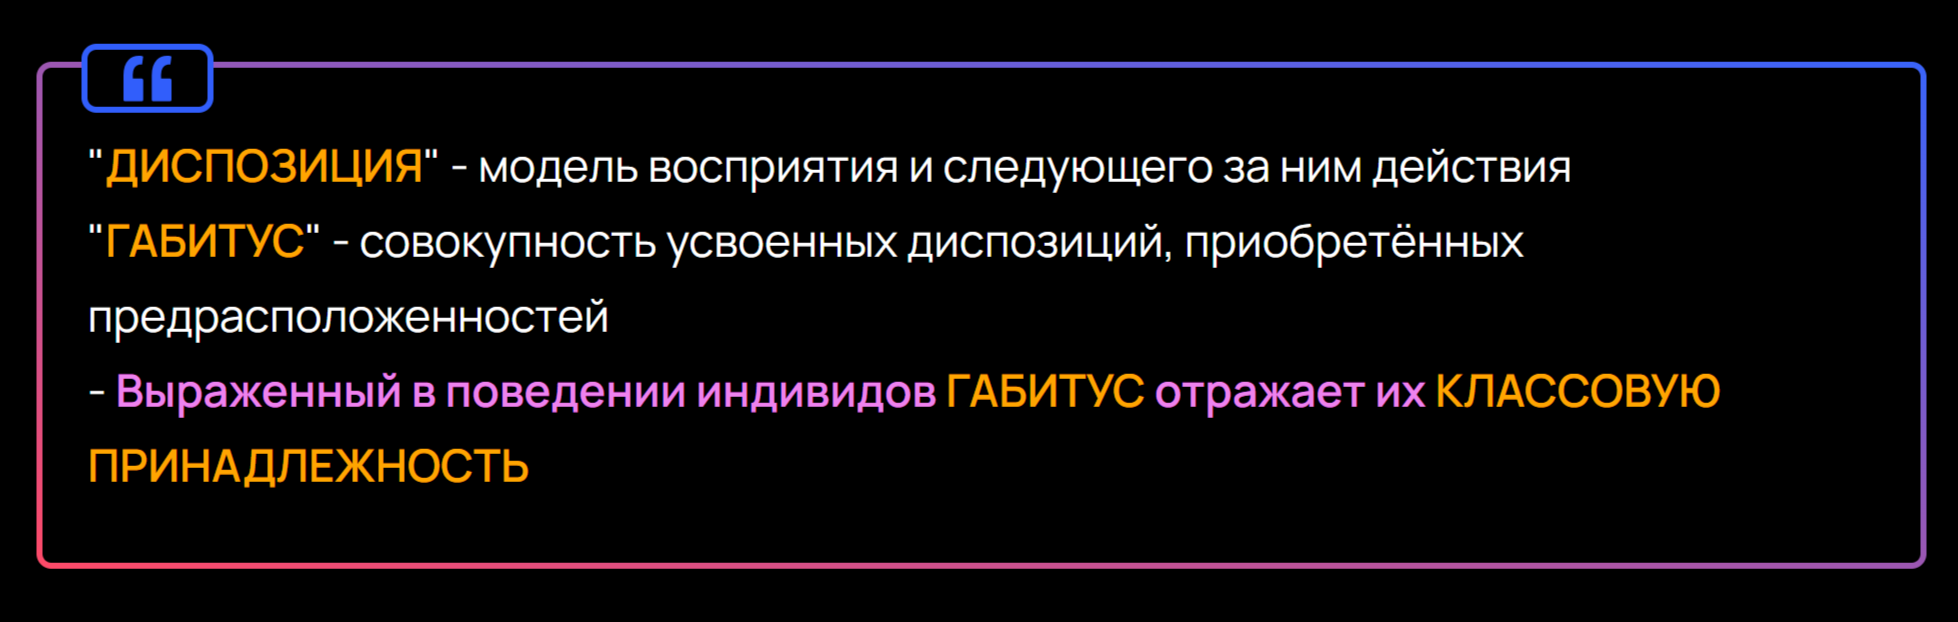 "ДИСПОЗИЦИЯ" - модель восприятия и следующего за ним действия
"ГАБИТУС" - совокупность усвоенных диспозиций, приобретённых
предрасположенностей
- Выраженный в поведении индивидов ГАБИТУС отражает их КЛАССОВУЮ
ПРИНАДЛЕЖНОСТЬ